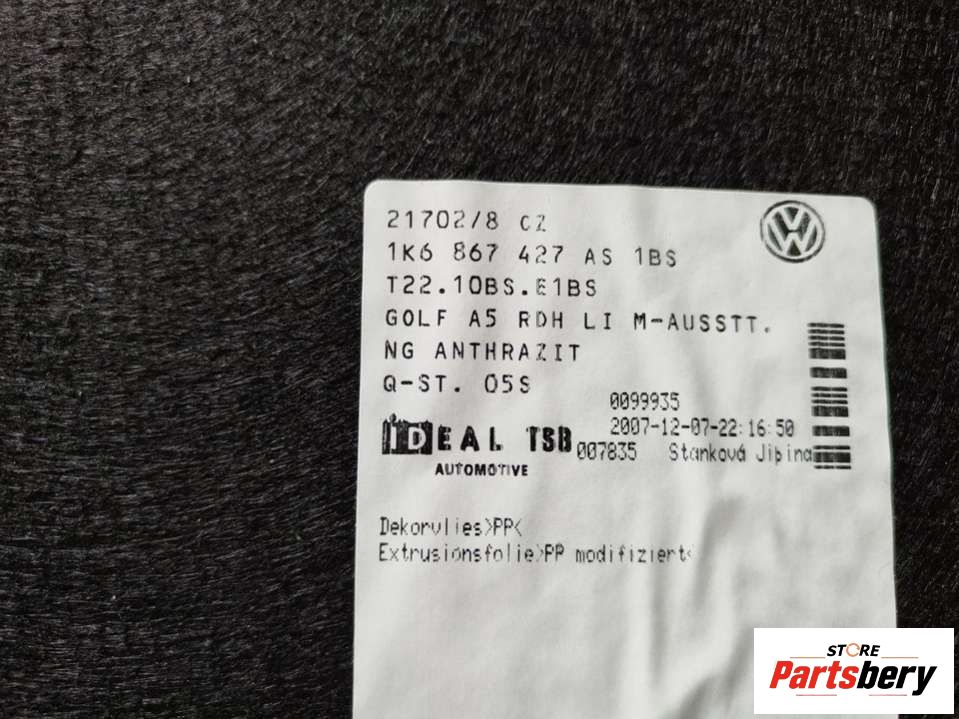 21702/8 CZ
1K6 867 427 AS 1BS
T22.10BS.E1BS
GOLF A5 RDH LI M-AUSSTT.
NG ANTHRAZIT
Q-ST. 05S
0099935
2007-12-07-22:16:50
IDEAL TSB
007835 Stanková Jiřina
AUTOMOTIVE
Dekorvlies>PP<
Extrusionsfolie>PP modifiziert<
STORE
Partsbery